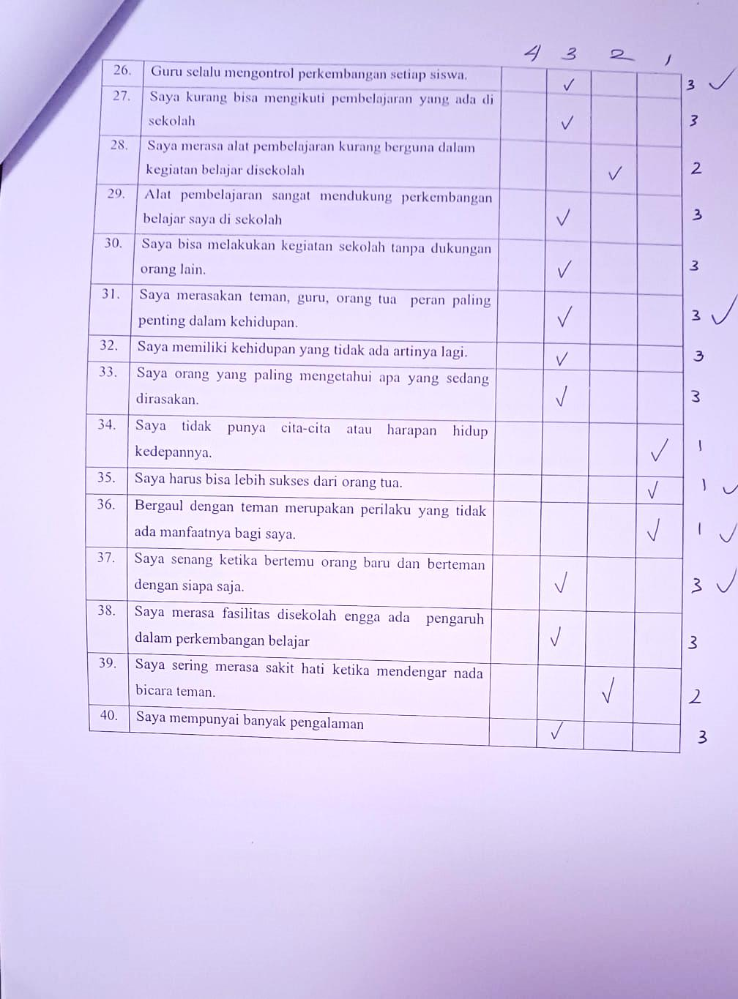 4 3 2 1
26. Guru selalu mengontrol perkembangan setiap siswa. ✓ 3 ✓
27. Saya kurang bisa mengikuti pembelajaran yang ada di
sekolah ✓ 3
28. Saya merasa alat pembelajaran kurang berguna dalam
kegiatan belajar disekolah ✓ 2
29. Alat pembelajaran sangat mendukung perkembangan
belajar saya di sekolah ✓ 3
30. Saya bisa melakukan kegiatan sekolah tanpa dukungan
orang lain. ✓ 3
31. Saya merasakan teman, guru, orang tua peran paling
penting dalam kehidupan. ✓ 3 ✓
32. Saya memiliki kehidupan yang tidak ada artinya lagi. ✓ 3
33. Saya orang yang paling mengetahui apa yang sedang
dirasakan. ✓ 3
34. Saya tidak punya cita-cita atau harapan hidup
kedepannya. ✓ 1
35. Saya harus bisa lebih sukses dari orang tua. ✓ 1 ✓
36. Bergaul dengan teman merupakan perilaku yang tidak
ada manfaatnya bagi saya. ✓ 1 ✓
37. Saya senang ketika bertemu orang baru dan berteman
dengan siapa saja. ✓ 3 ✓
38. Saya merasa fasilitas disekolah engga ada pengaruh
dalam perkembangan belajar ✓ 3
39. Saya sering merasa sakit hati ketika mendengar nada
bicara teman. ✓ 2
40. Saya mempunyai banyak pengalaman ✓ 3